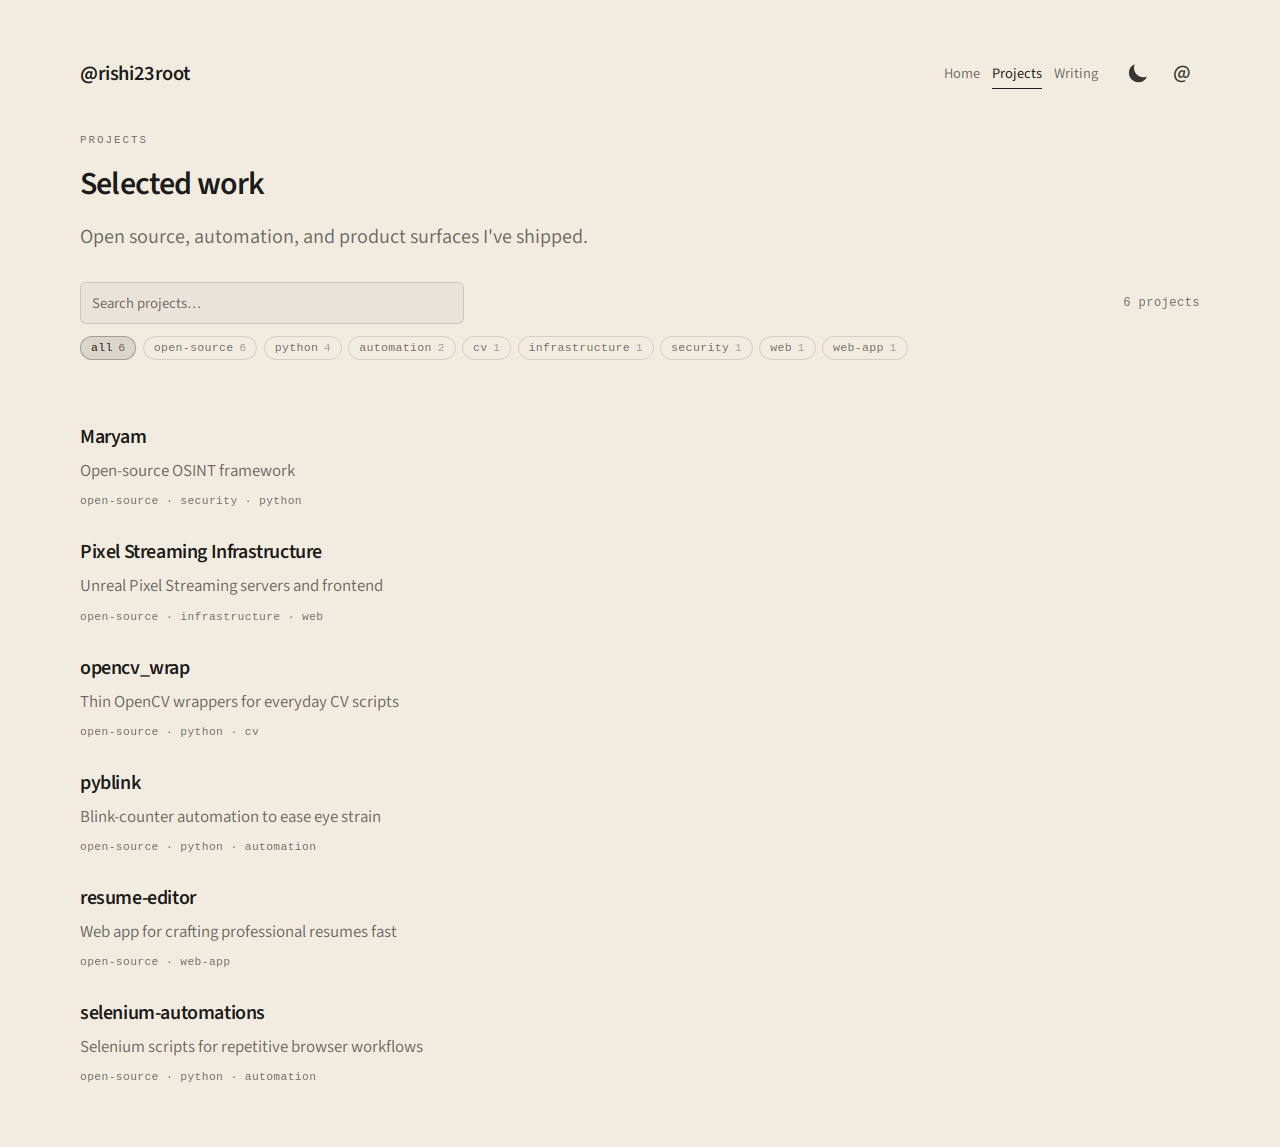 @rishi23root
Home Projects Writing @
PROJECTS
Selected work
Open source, automation, and product surfaces I've shipped.
Search projects...
6 projects
all 6 open-source 6 python 4 automation 2 cv 1 infrastructure 1 security 1 web 1 web-app 1
Maryam
Open-source OSINT framework
open-source · security · python
Pixel Streaming Infrastructure
Unreal Pixel Streaming servers and frontend
open-source · infrastructure · web
opencv_wrap
Thin OpenCV wrappers for everyday CV scripts
open-source · python · cv
pyblink
Blink-counter automation to ease eye strain
open-source · python · automation
resume-editor
Web app for crafting professional resumes fast
open-source · web-app
selenium-automations
Selenium scripts for repetitive browser workflows
open-source · python · automation